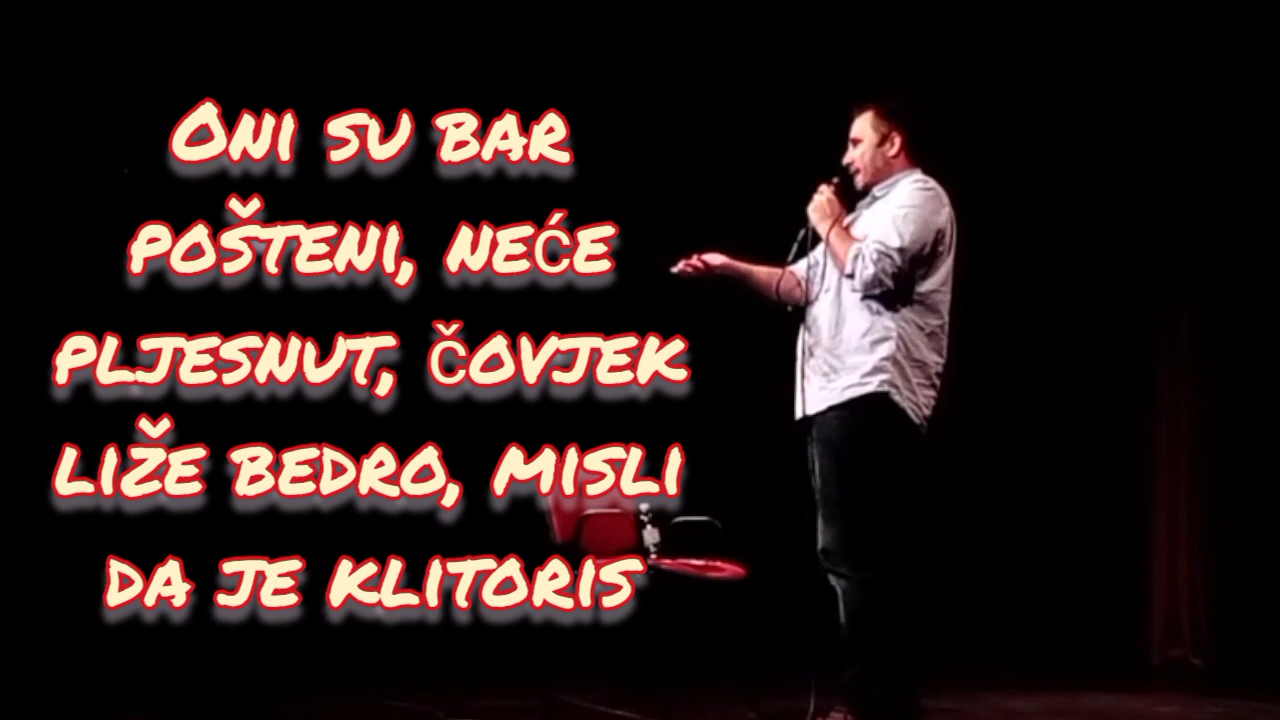 Oni su bar
pošteni, neće
pljesnut, čovjek
liže bedro, misli
da je klitoris